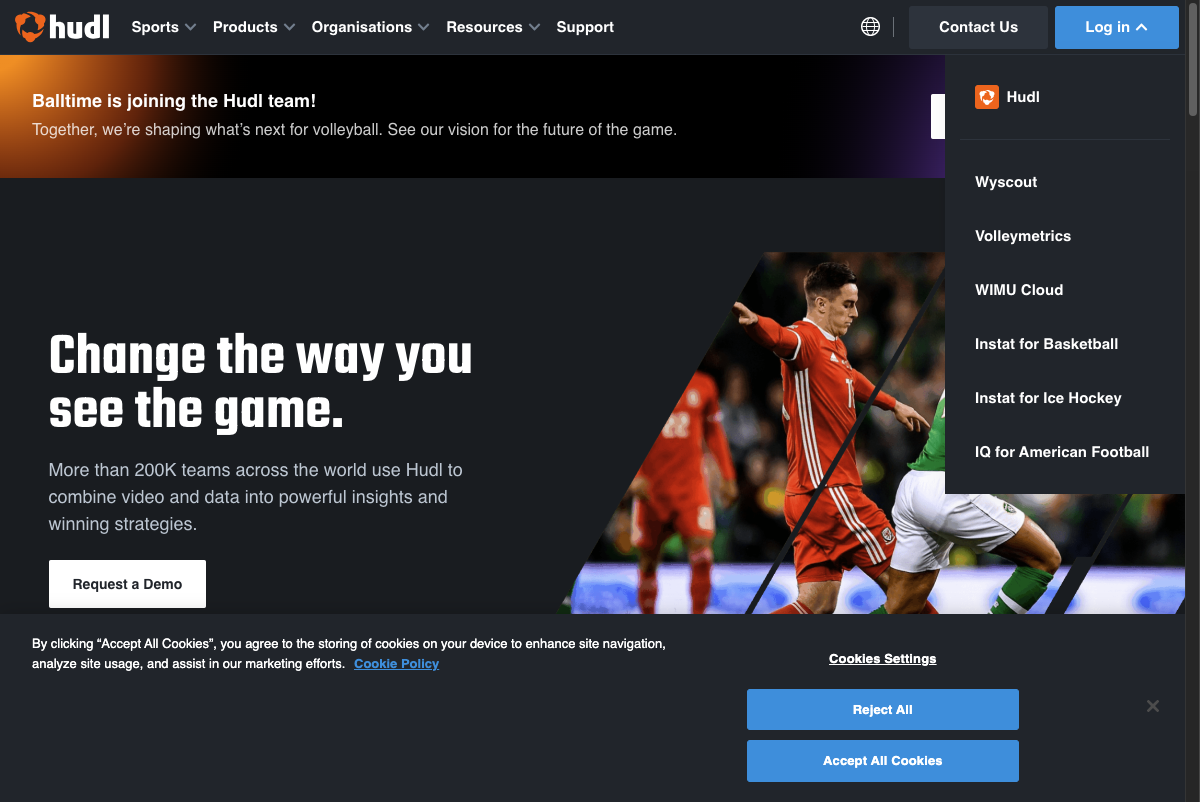 hudl
Sports
Products
Organisations
Resources
Support
Contact Us
Log in
Balltime is joining the Hudl team!
Together, we’re shaping what’s next for volleyball. See our vision for the future of the game.
Hudl
Wyscout
Volleymetrics
WIMU Cloud
Instat for Basketball
Instat for Ice Hockey
IQ for American Football
Change the way you
see the game.
More than 200K teams across the world use Hudl to
combine video and data into powerful insights and
winning strategies.
Request a Demo
By clicking “Accept All Cookies”, you agree to the storing of cookies on your device to enhance site navigation,
analyze site usage, and assist in our marketing efforts. Cookie Policy
Cookies Settings
Reject All
Accept All Cookies